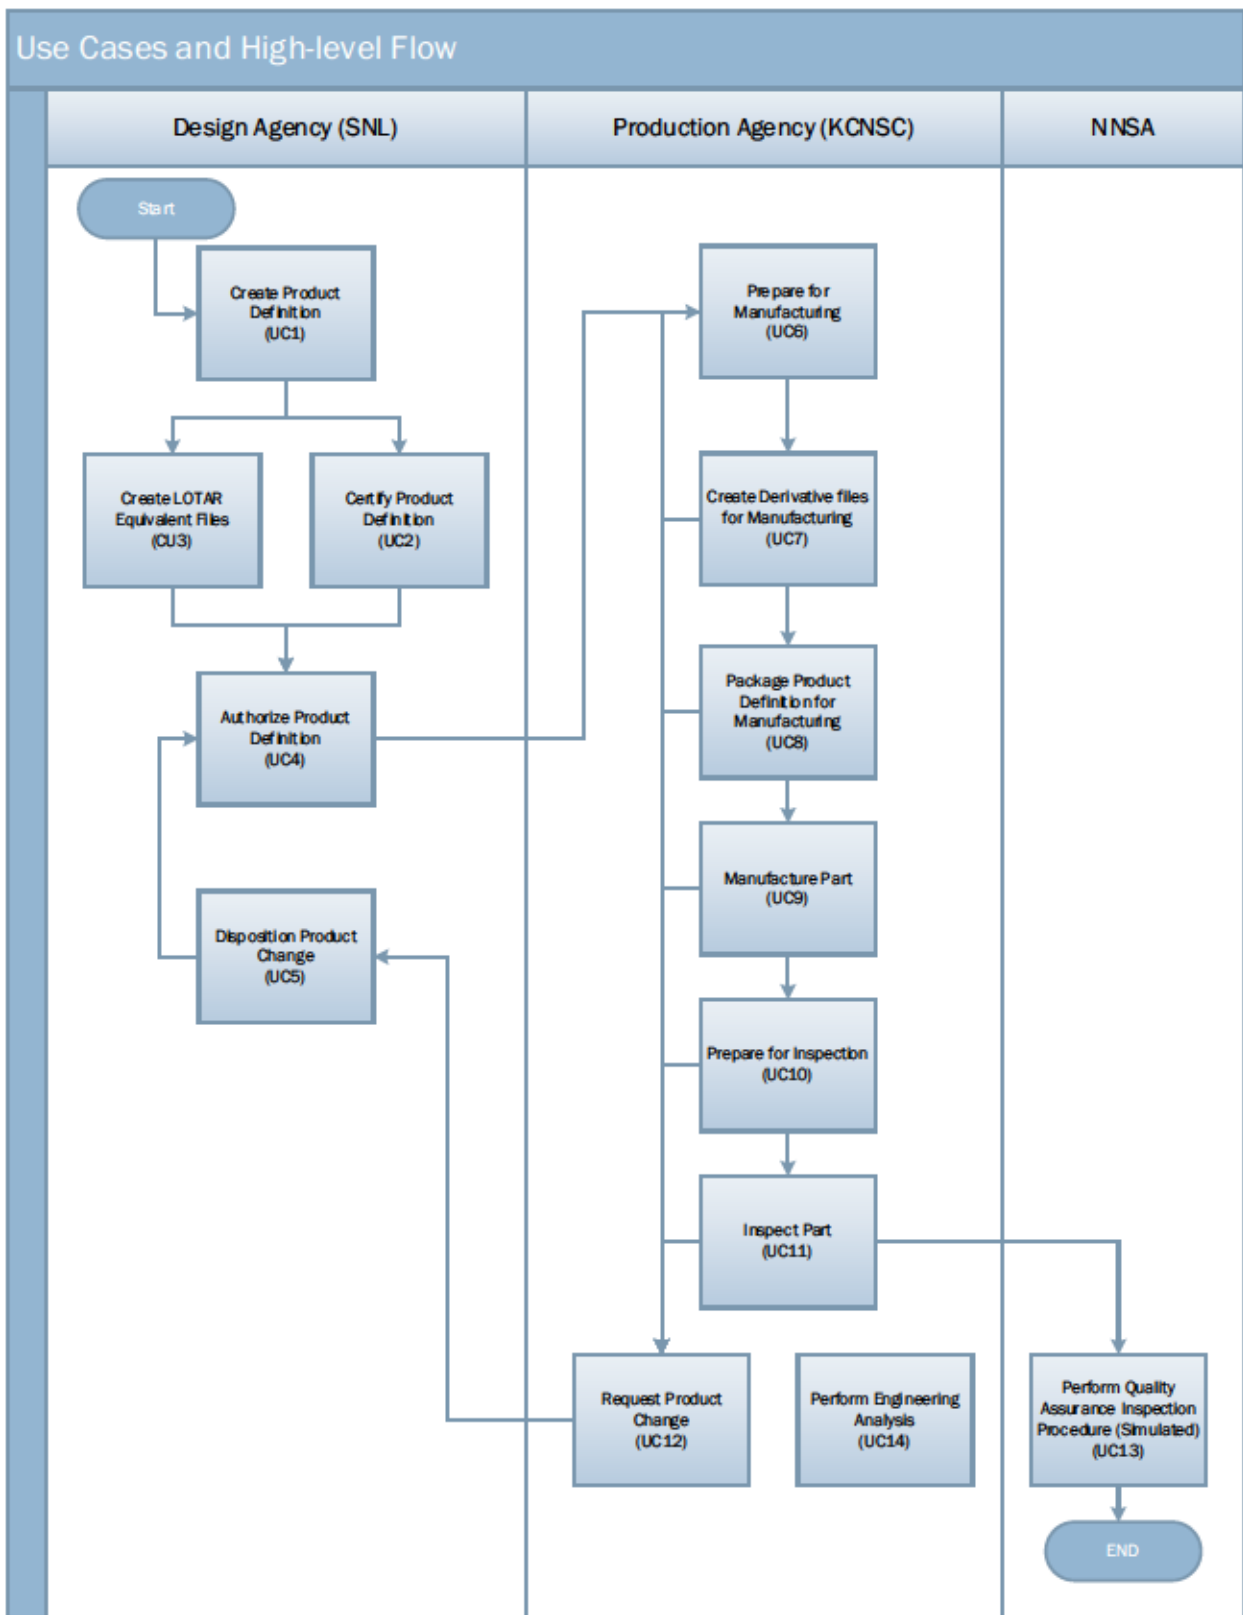 Use Cases and High-level Flow
Design Agency (SNL)
Production Agency (KCNSC)
NNSA
Start
Create Product
Definition
(UC1)
Create LOTAR
Equivalent Files
(CU3)
Certify Product
Definition
(UC2)
Authorize Product
Definition
(UC4)
Disposition Product
Change
(UC5)
Prepare for
Manufacturing
(UC6)
Create Derivative files
for Manufacturing
(UC7)
Package Product
Definition for
Manufacturing
(UC8)
Manufacture Part
(UC9)
Prepare for Inspection
(UC10)
Inspect Part
(UC11)
Request Product
Change
(UC12)
Perform Engineering
Analysis
(UC14)
Perform Quality
Assurance Inspection
Procedure (Simulated)
(UC13)
END